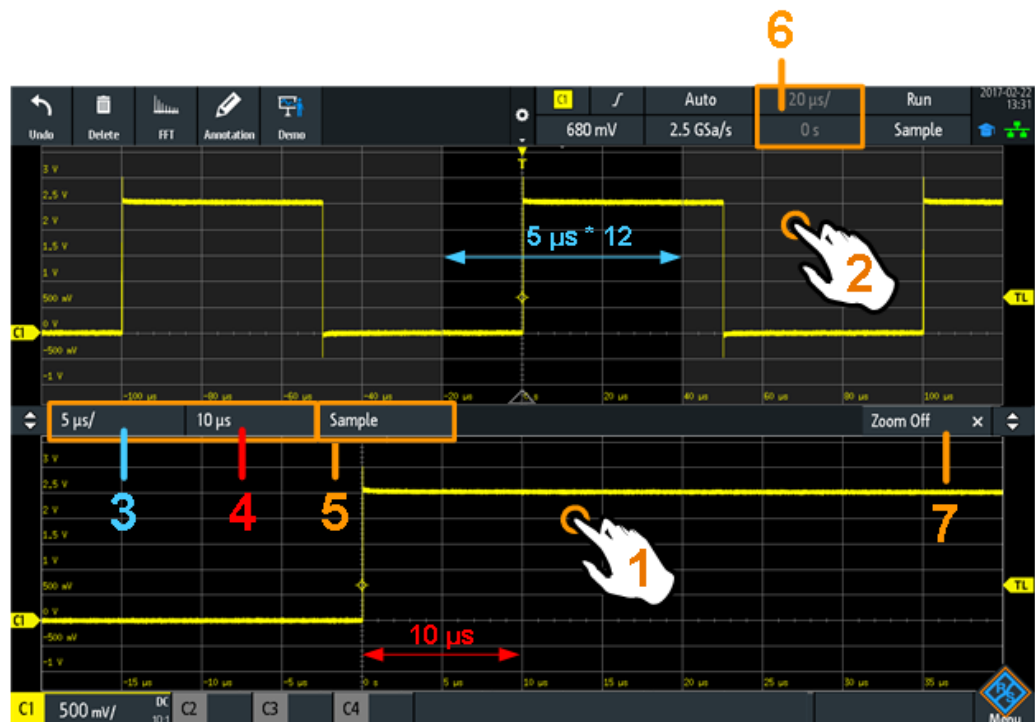 6
Undo Delete FFT Annotation Demo
C1 Auto 20 µs/ Run 2017-02-22
13:31
680 mV 2.5 GSa/s 0 s Sample
T
3 V
2.5 V
2 V
1.5 V
1 V
500 mV
0 V
-500 mV
-1 V
5 µs * 12
2
TL
C1
-100 µs -80 µs -60 µs -40 µs -20 µs 0 s 20 µs 40 µs 60 µs 80 µs 100 µs
5 µs/ 10 µs Sample Zoom Off ×
3 4 5 7
3 V
2.5 V
2 V
1.5 V
1 V
500 mV
0 V
-500 mV
-1 V
1
TL
C1
10 µs
-15 µs -10 µs -5 µs 0 s 5 µs 10 µs 15 µs 20 µs 25 µs 30 µs 35 µs
C1 500 mV/ DC
10:1
C2 C3 C4
R&S
Menu